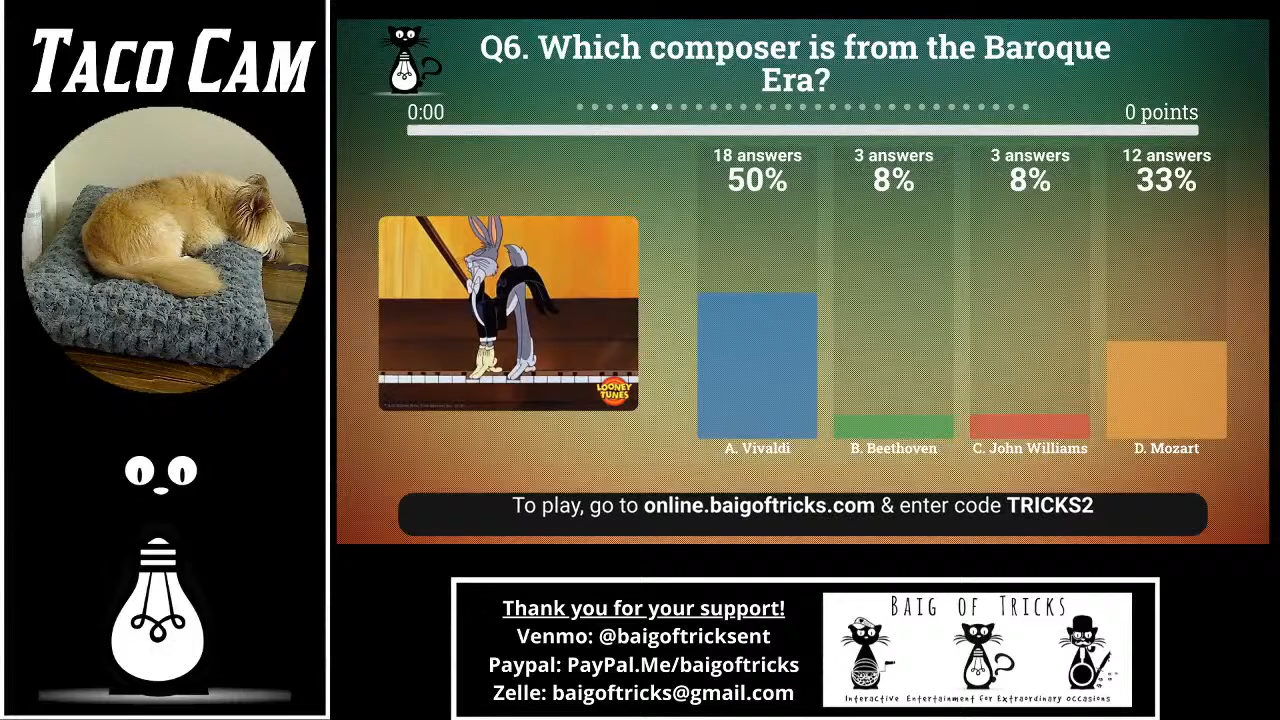 TACO CAM
Q6. Which composer is from the Baroque
Era?
0:00
0 points
18 answers
50%
3 answers
8%
3 answers
8%
12 answers
33%
LOONEY
TUNES
A. Vivaldi
B. Beethoven
C. John Williams
D. Mozart
To play, go to online.baigoftricks.com & enter code TRICKS2
Thank you for your support!
Venmo: @baigoftricksent
Paypal: PayPal.Me/baigoftricks
Zelle: baigoftricks@gmail.com
BAIG OF TRICKS
Interactive Entertainment for Extraordinary occasions